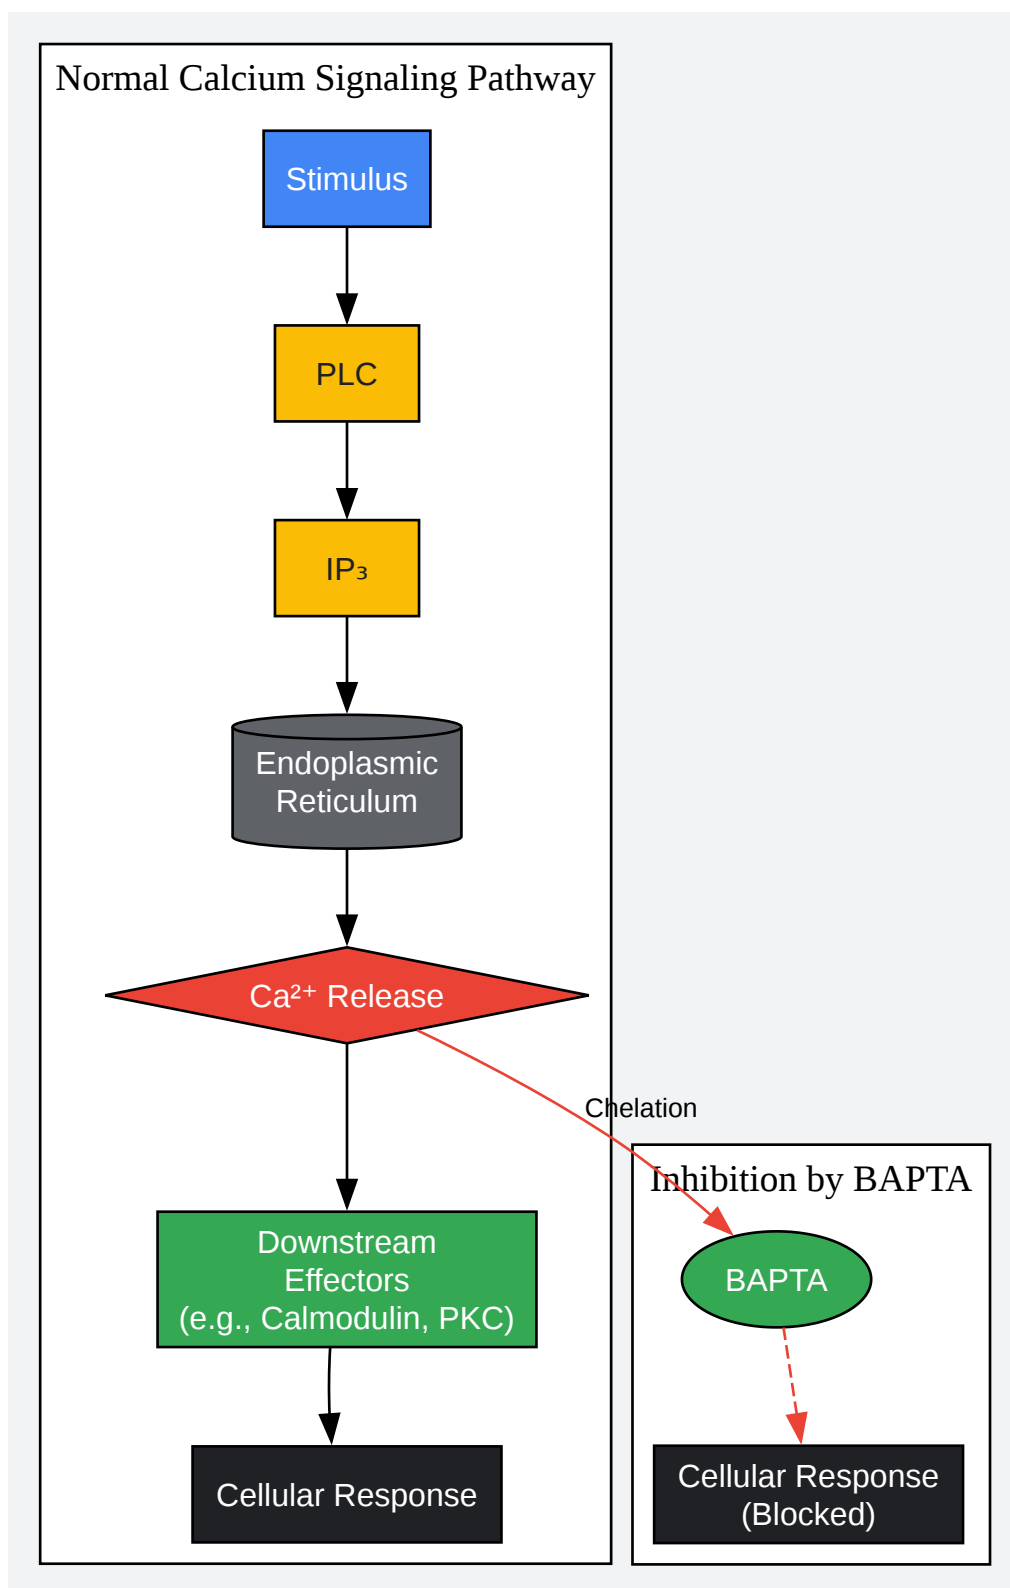 Normal Calcium Signaling Pathway
Stimulus
PLC
IP₃
Endoplasmic
Reticulum
Ca²⁺ Release
Chelation
Downstream
Effectors
(e.g., Calmodulin, PKC)
Cellular Response
Inhibition by BAPTA
BAPTA
Cellular Response
(Blocked)